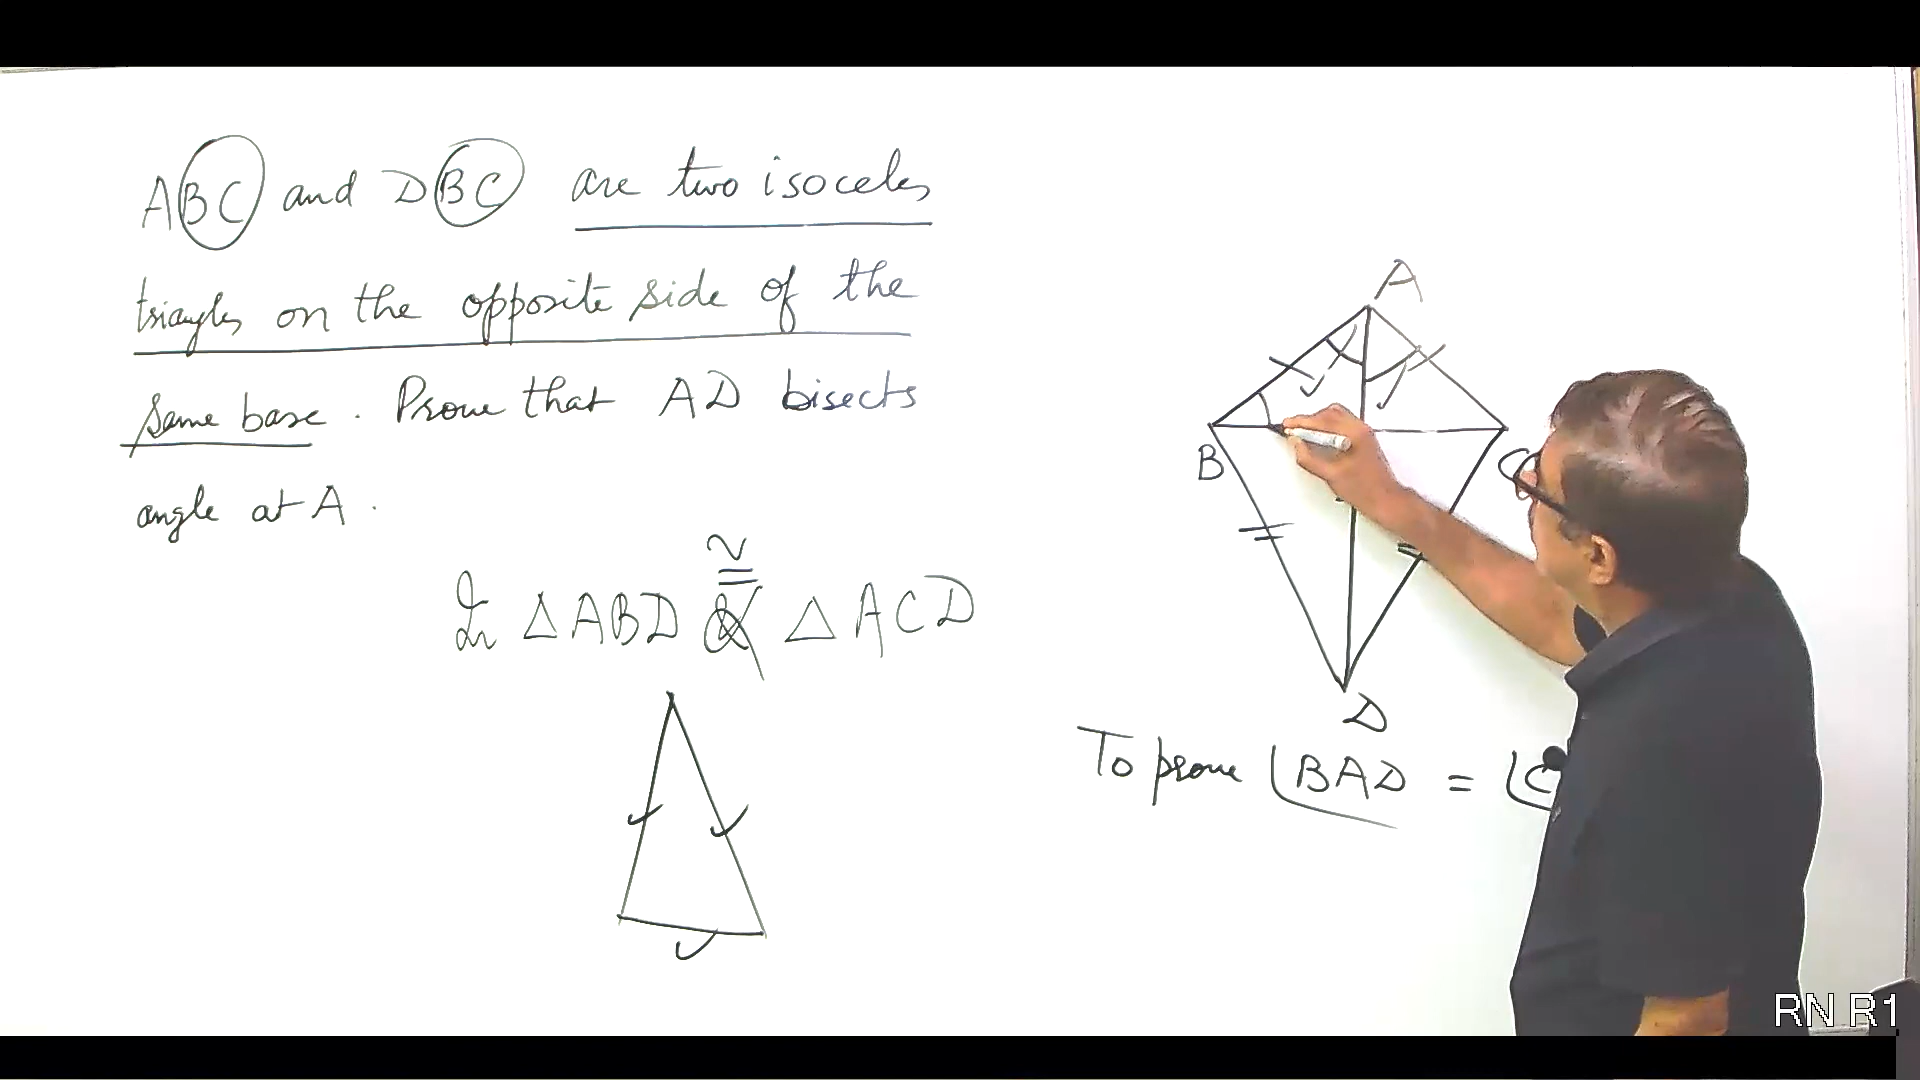 ABC and DBC are two isoceles
triangles on the opposite side of the
same base. Prove that AD bisects
angle at A.
≅
In △ABD & △ACD
A
B
C
D
To prove ∠BAD = ∠C
RN R1